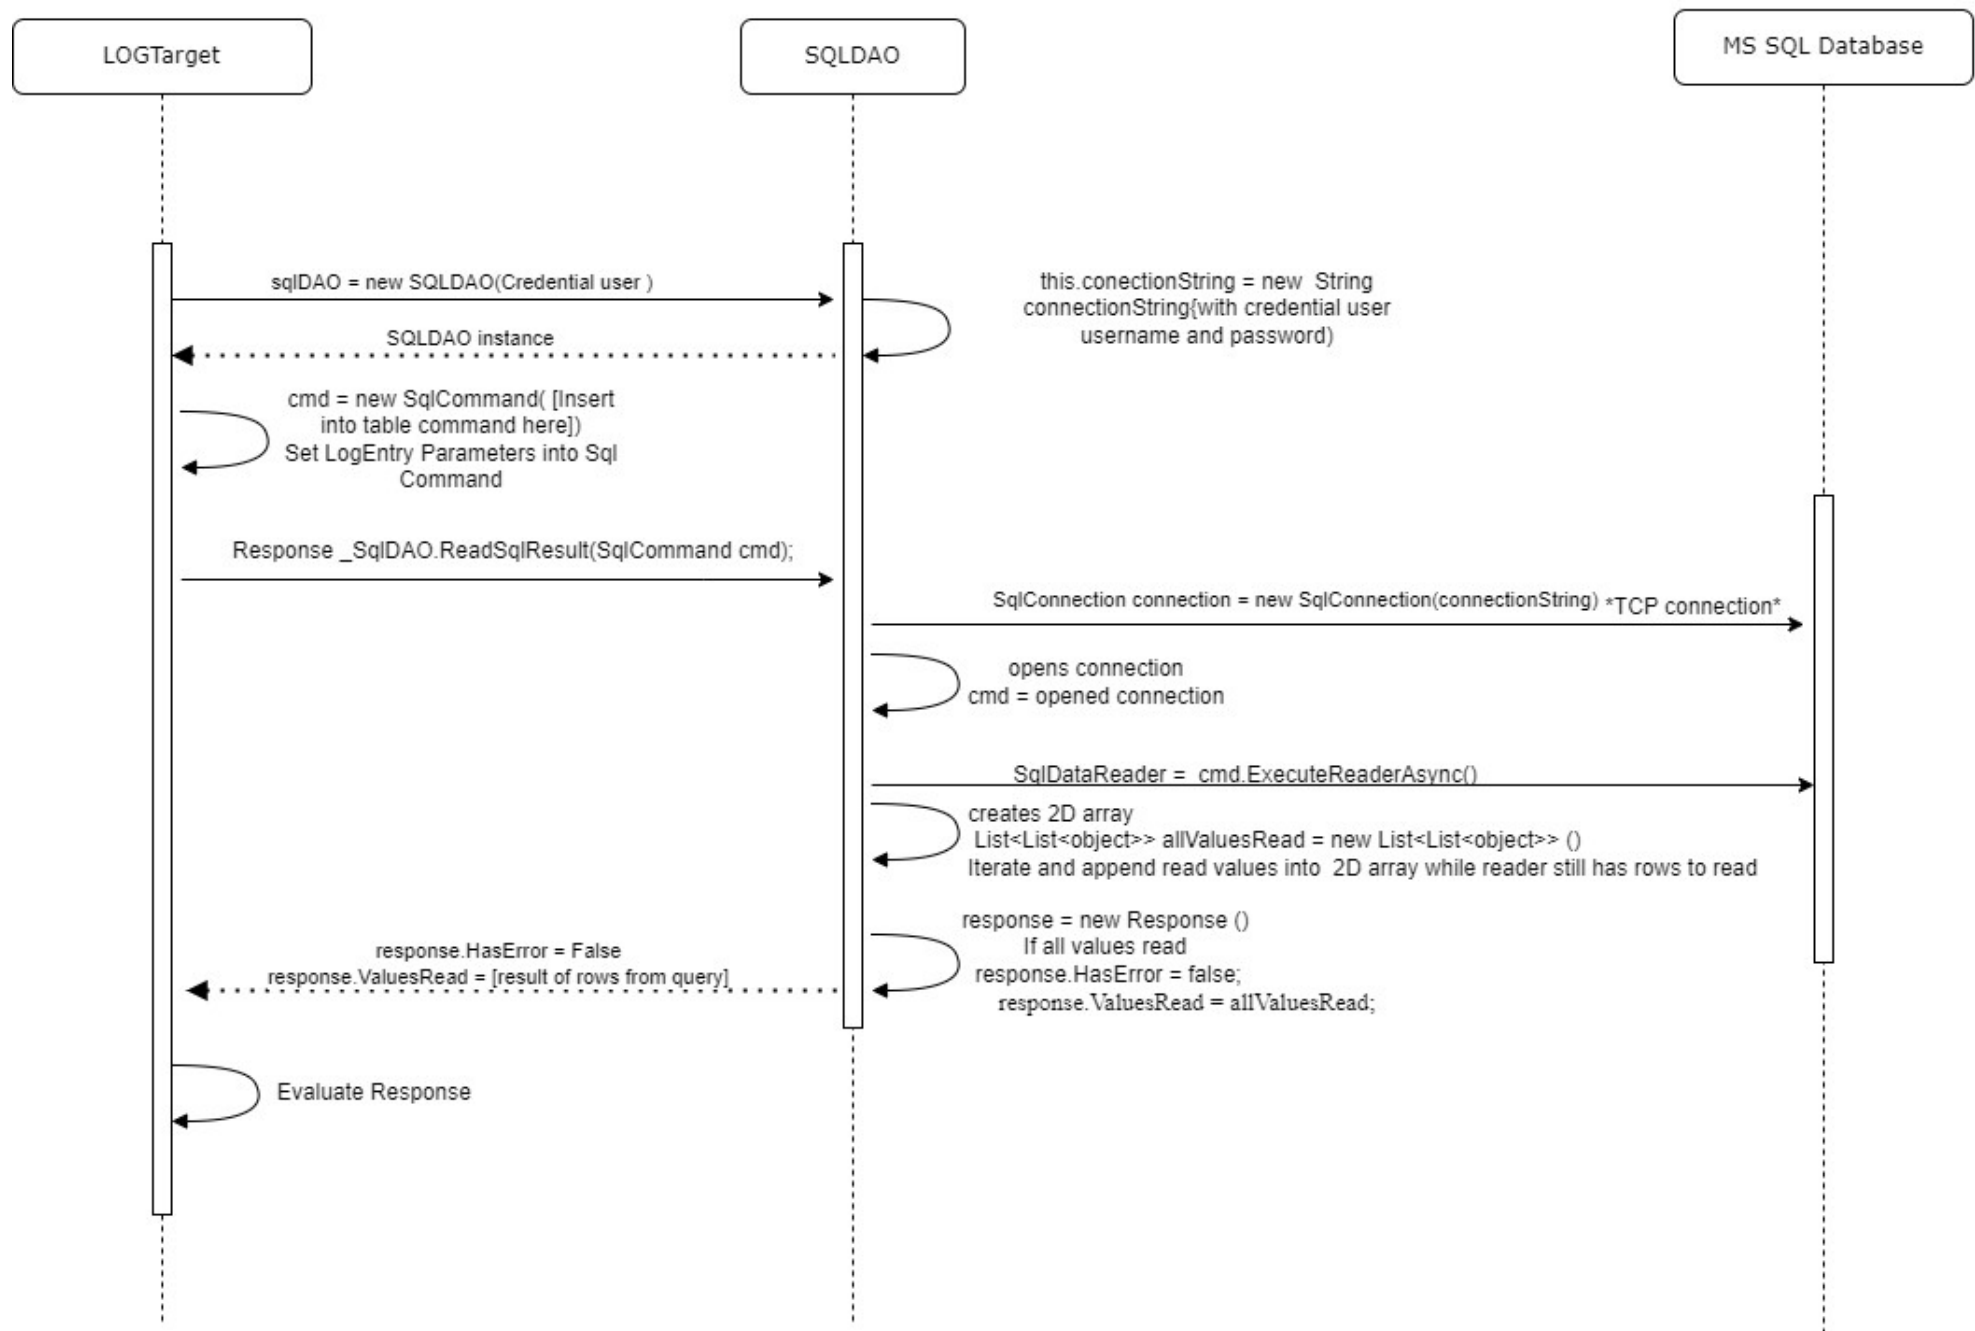 LOGTarget
SQLDAO
MS SQL Database
sqlDAO = new SQLDAO(Credential user )
this.conectionString = new  String
connectionString{with credential user
username and password)
SQLDAO instance
cmd = new SqlCommand( [Insert
into table command here])
Set LogEntry Parameters into Sql
Command
Response _SqlDAO.ReadSqlResult(SqlCommand cmd);
SqlConnection connection = new SqlConnection(connectionString) *TCP connection*
opens connection
cmd = opened connection
SqlDataReader =  cmd.ExecuteReaderAsync()
creates 2D array
List<List<object>> allValuesRead = new List<List<object>> ()
Iterate and append read values into  2D array while reader still has rows to read
response = new Response ()
If all values read
response.HasError = false;
response.ValuesRead = allValuesRead;
response.HasError = False
response.ValuesRead = [result of rows from query]
Evaluate Response